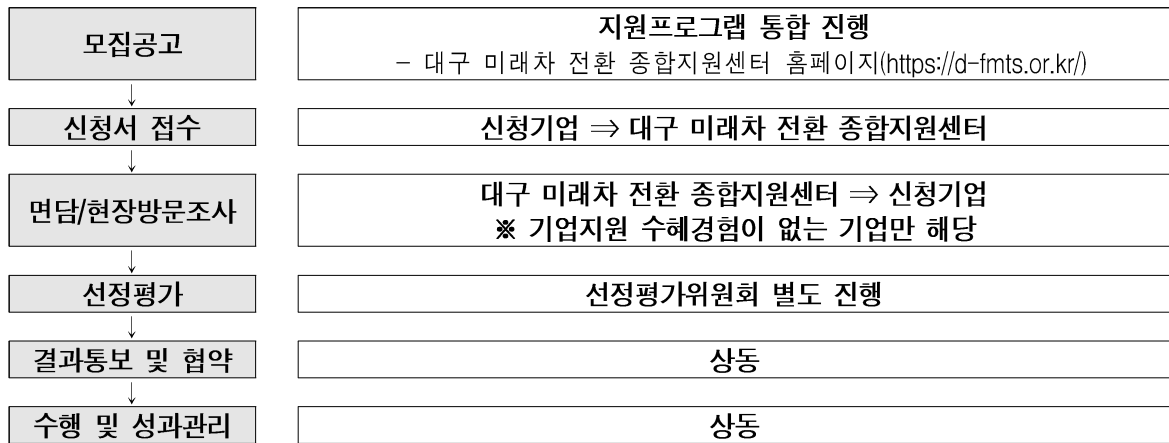 모집공고
지원프로그램 통합 진행
- 대구 미래차 전환 종합지원센터 홈페이지(https://d-fmts.or.kr/)
신청서 접수
신청기업 ⇒ 대구 미래차 전환 종합지원센터
면담/현장방문조사
대구 미래차 전환 종합지원센터 ⇒ 신청기업
※ 기업지원 수혜경험이 없는 기업만 해당
선정평가
선정평가위원회 별도 진행
결과통보 및 협약
상동
수행 및 성과관리
상동